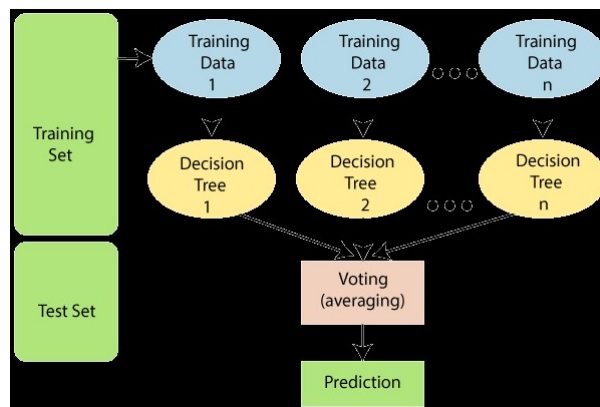 Training
Set
Training
Data
1
Training
Data
2
Training
Data
n
Decision
Tree
1
Decision
Tree
2
Decision
Tree
n
Test Set
Voting
(averaging)
Prediction